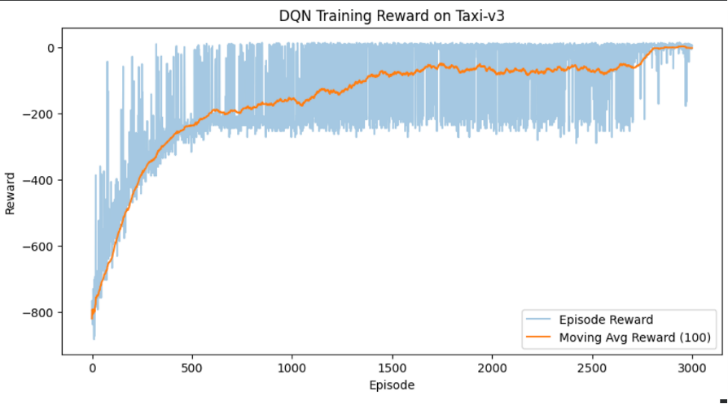 DQN Training Reward on Taxi-v3
0
−200
−400
−600
−800
Reward
0
500
1000
1500
2000
2500
3000
Episode
Episode Reward
Moving Avg Reward (100)